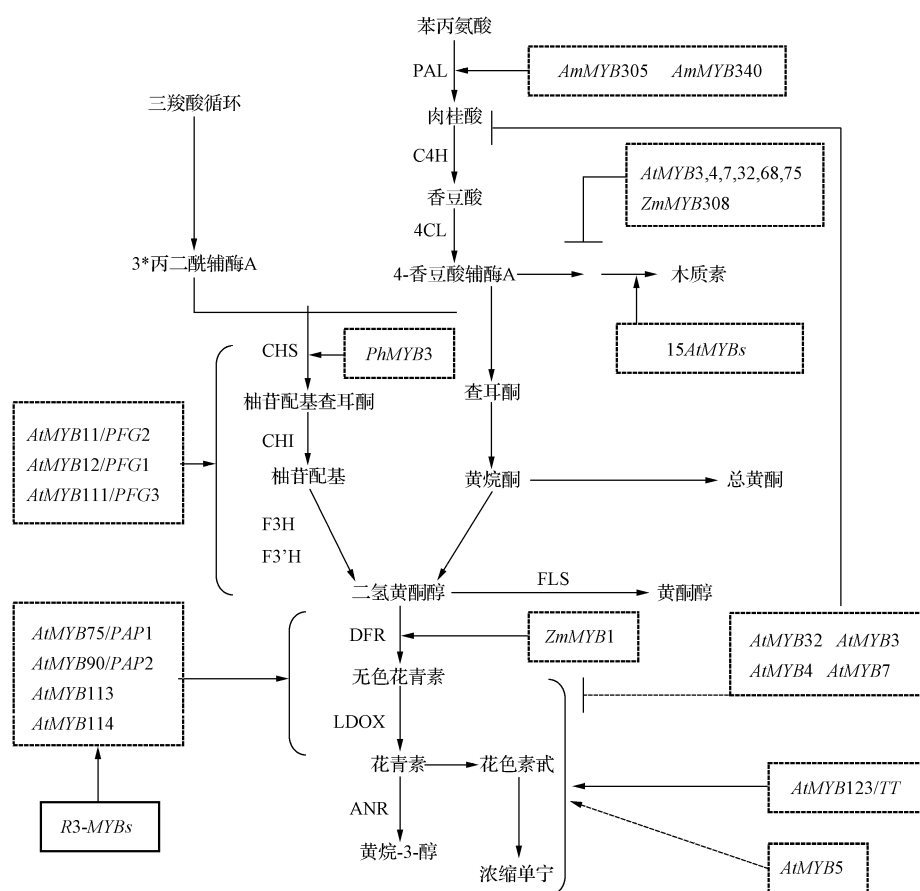 苯丙氨酸
PAL
AmMYB305 AmMYB340
三羧酸循环
肉桂酸
C4H
AtMYB3,4,7,32,68,75
ZmMYB308
香豆酸
4CL
3*丙二酰辅酶A
4-香豆酸辅酶A
木质素
CHS
PhMYB3
15AtMYBs
查耳酮
柚苷配基查耳酮
AtMYB11/PFG2
AtMYB12/PFG1
AtMYB111/PFG3
CHI
柚苷配基
黄烷酮
总黄酮
F3H
F3’H
二氢黄酮醇
FLS
黄酮醇
AtMYB75/PAP1
AtMYB90/PAP2
AtMYB113
AtMYB114
DFR
ZmMYB1
AtMYB32 AtMYB3
AtMYB4 AtMYB7
无色花青素
LDOX
花青素
花色素甙
AtMYB123/TT
R3-MYBs
ANR
黄烷-3-醇
浓缩单宁
AtMYB5